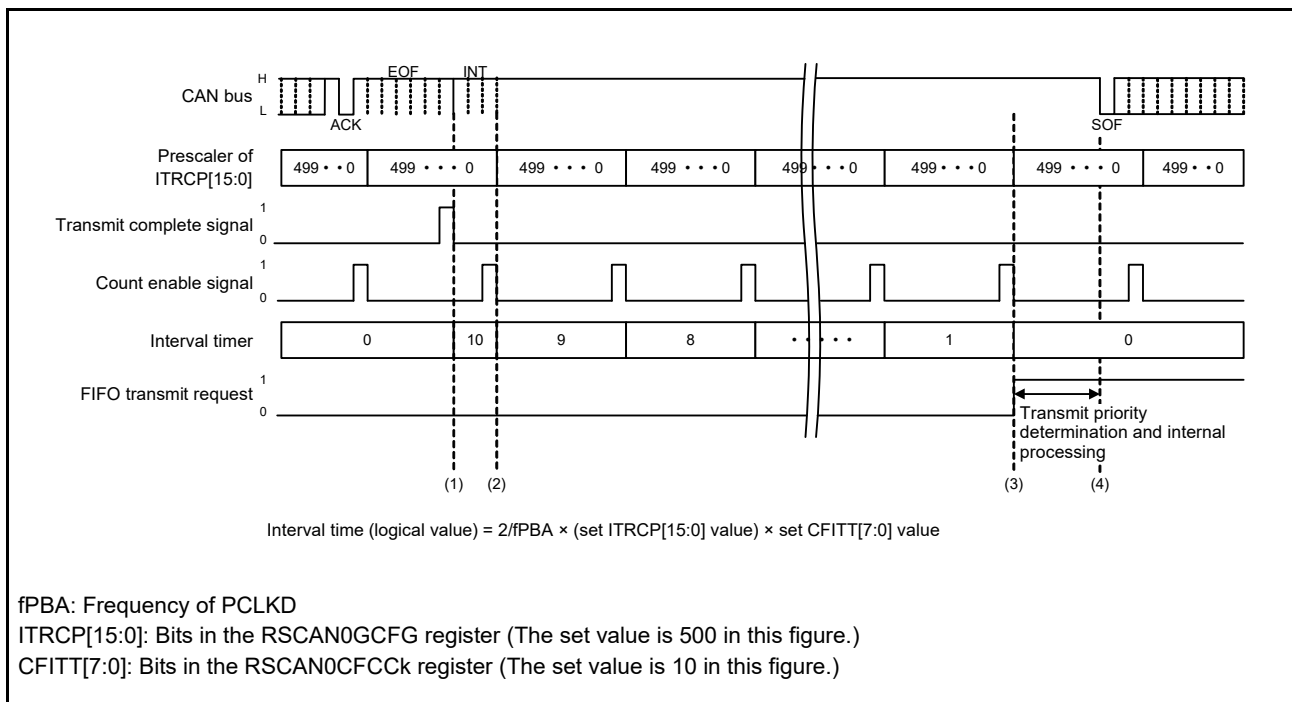 EOF INT
H
CAN bus
L
ACK
SOF
Prescaler of
ITRCP[15:0]
499・・0 499・・・0 499・・・0 499・・・0 499・・・0 499・・・0 499・・・0 499・・0
1
Transmit complete signal
0
1
Count enable signal
0
Interval timer
0 10 9 8 ・・・・・ 1 0
1
FIFO transmit request
0
Transmit priority
determination and internal
processing
(1) (2) (3) (4)
Interval time (logical value) = 2/fPBA × (set ITRCP[15:0] value) × set CFITT[7:0] value
fPBA: Frequency of PCLKD
ITRCP[15:0]: Bits in the RSCAN0GCFG register (The set value is 500 in this figure.)
CFITT[7:0]: Bits in the RSCAN0CFCCk register (The set value is 10 in this figure.)